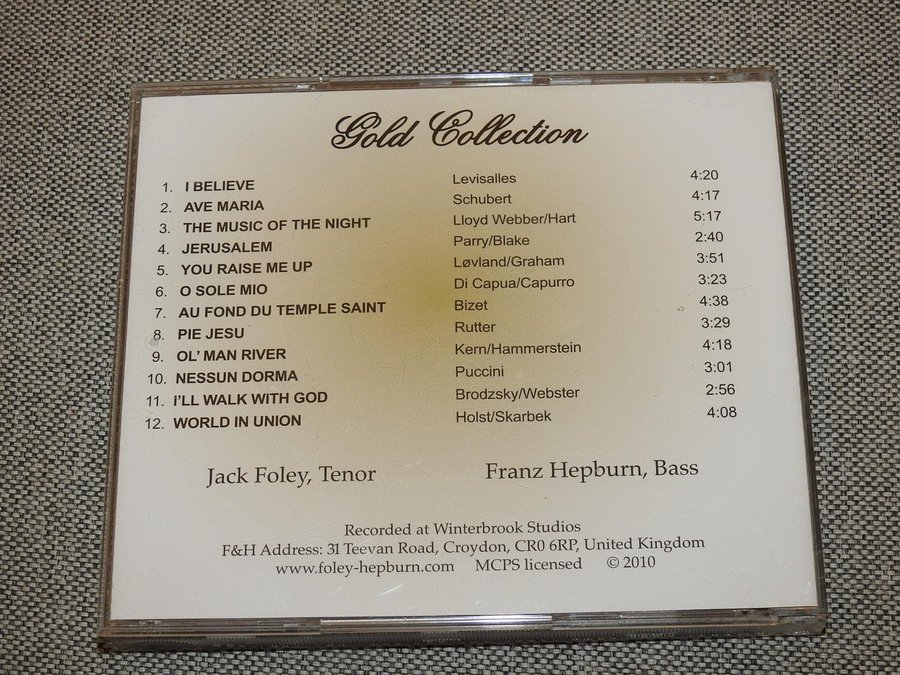 Gold Collection
1. I BELIEVE Levisalles 4:20
2. AVE MARIA Schubert 4:17
3. THE MUSIC OF THE NIGHT Lloyd Webber/Hart 5:17
4. JERUSALEM Parry/Blake 2:40
5. YOU RAISE ME UP Løvland/Graham 3:51
6. O SOLE MIO Di Capua/Capurro 3:23
7. AU FOND DU TEMPLE SAINT Bizet 4:38
8. PIE JESU Rutter 3:29
9. OL' MAN RIVER Kern/Hammerstein 4:18
10. NESSUN DORMA Puccini 3:01
11. I'LL WALK WITH GOD Brodzsky/Webster 2:56
12. WORLD IN UNION Holst/Skarbek 4:08
Jack Foley, Tenor Franz Hepburn, Bass
Recorded at Winterbrook Studios
F&H Address: 31 Teevan Road, Croydon, CR0 6RP, United Kingdom
www.foley-hepburn.com MCPS licensed © 2010